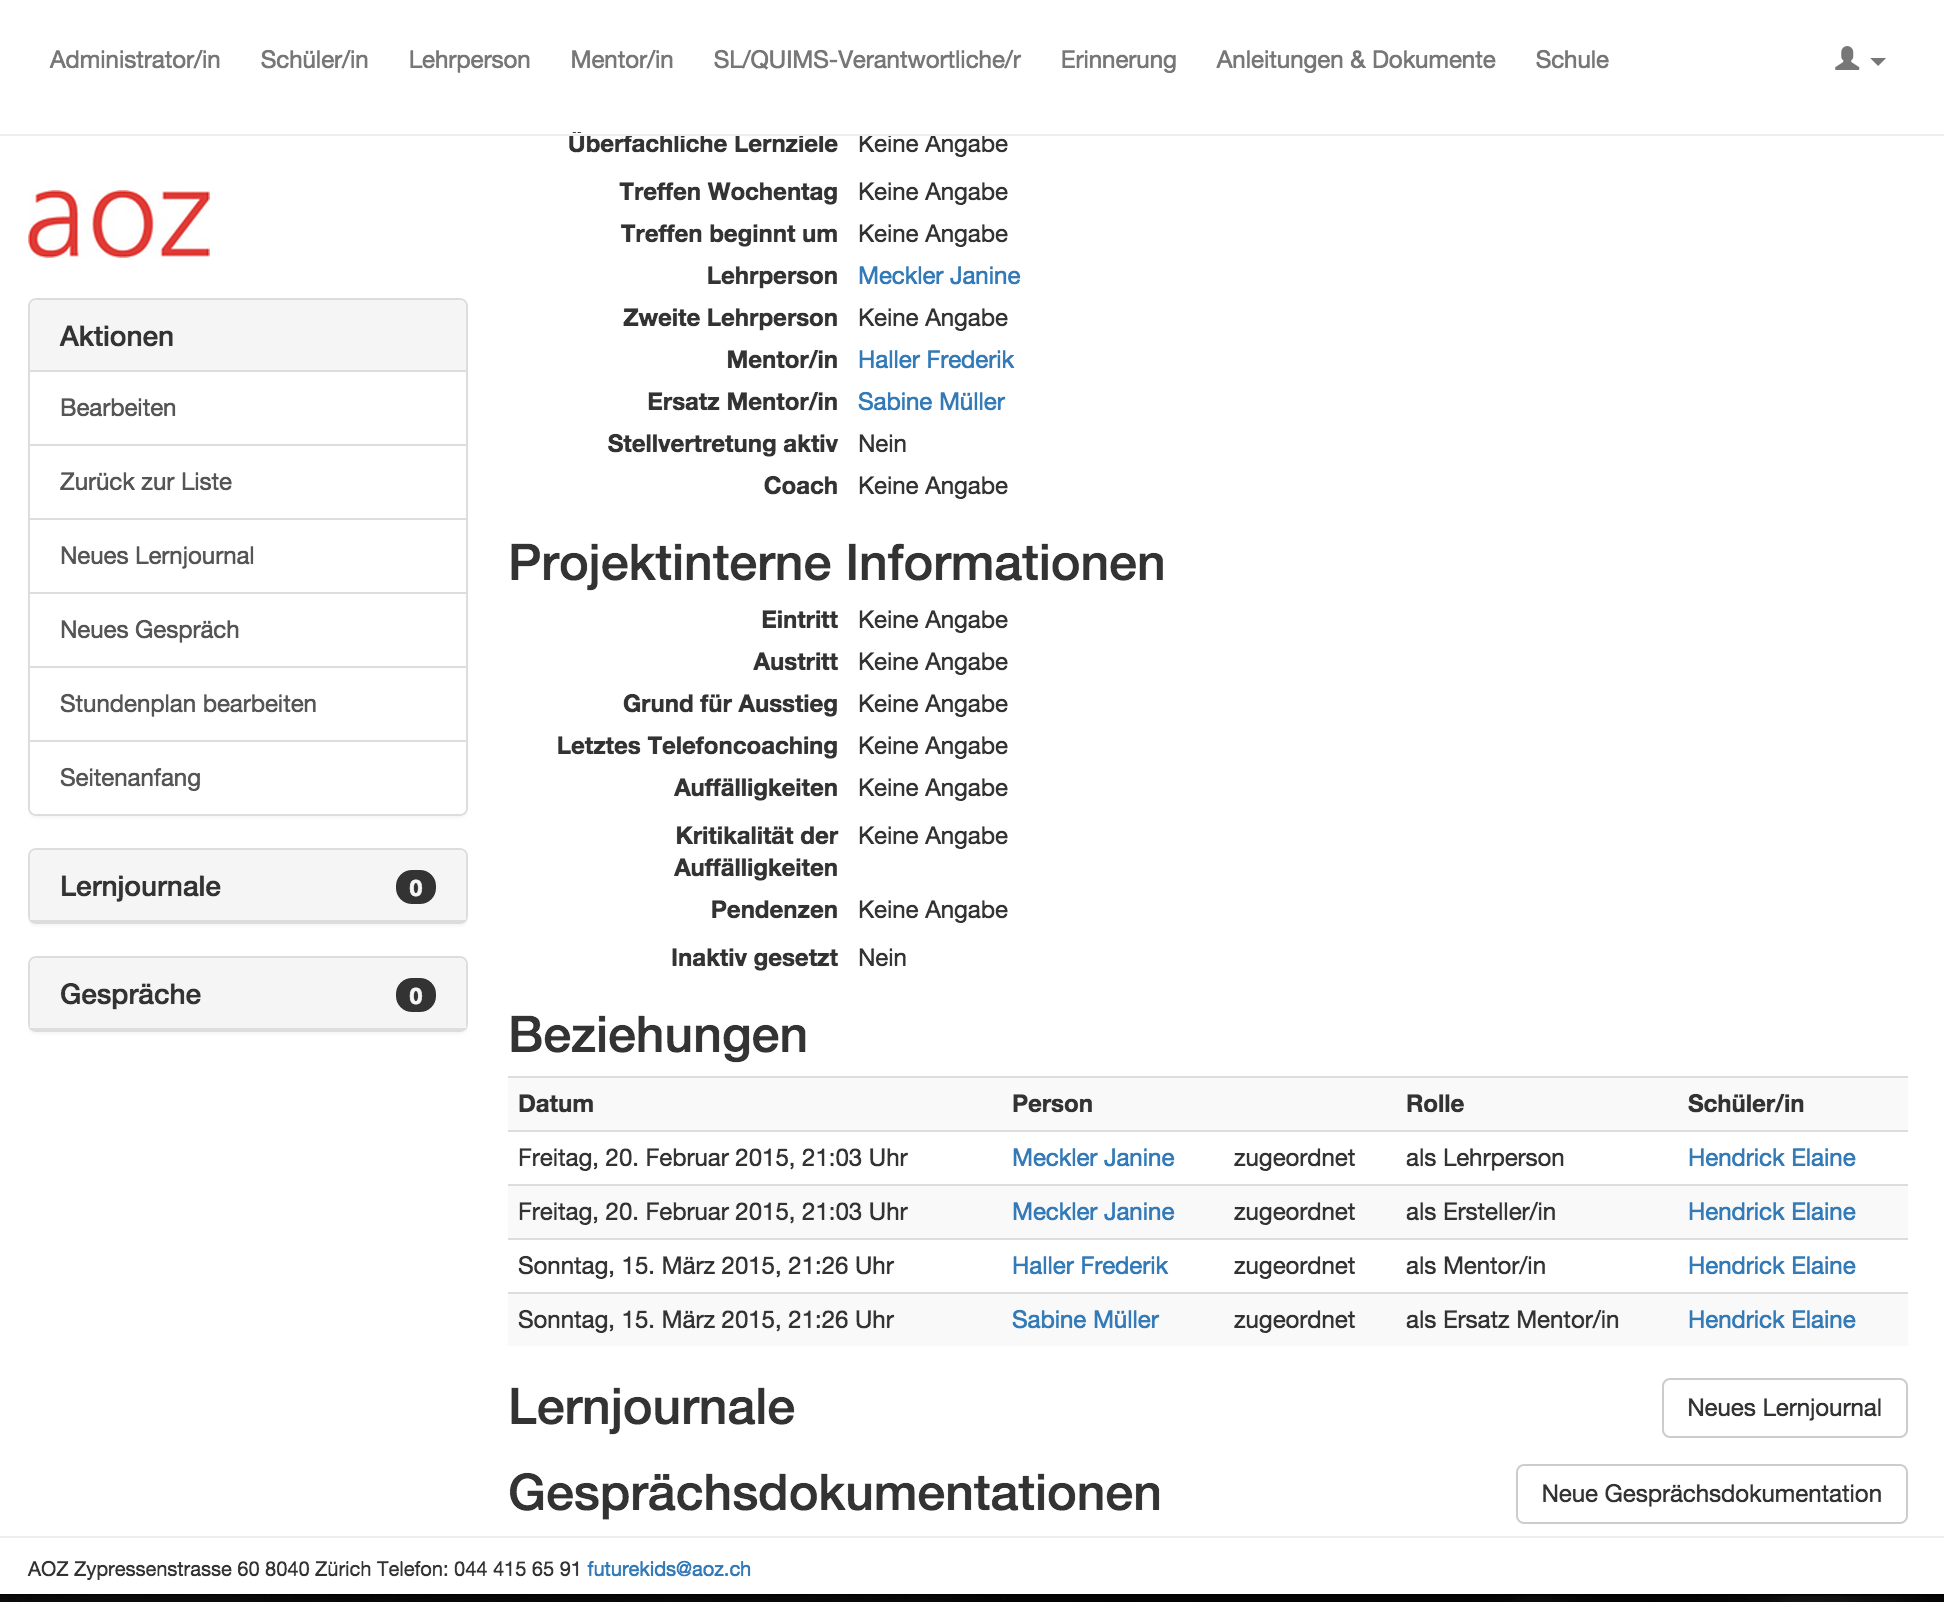 Administrator/in Schüler/in Lehrperson Mentor/in SL/QUIMS-Verantwortliche/r Erinnerung Anleitungen & Dokumente Schule
aoz
Aktionen
Bearbeiten
Zurück zur Liste
Neues Lernjournal
Neues Gespräch
Stundenplan bearbeiten
Seitenanfang
Lernjournale 0
Gespräche 0
Überfachliche Lernziele Keine Angabe
Treffen Wochentag Keine Angabe
Treffen beginnt um Keine Angabe
Lehrperson Meckler Janine
Zweite Lehrperson Keine Angabe
Mentor/in Haller Frederik
Ersatz Mentor/in Sabine Müller
Stellvertretung aktiv Nein
Coach Keine Angabe
Projektinterne Informationen
Eintritt Keine Angabe
Austritt Keine Angabe
Grund für Ausstieg Keine Angabe
Letztes Telefoncoaching Keine Angabe
Auffälligkeiten Keine Angabe
Kritikalität der Keine Angabe
Auffälligkeiten
Pendenzen Keine Angabe
Inaktiv gesetzt Nein
Beziehungen
Datum Person Rolle Schüler/in
Freitag, 20. Februar 2015, 21:03 Uhr Meckler Janine zugeordnet als Lehrperson Hendrick Elaine
Freitag, 20. Februar 2015, 21:03 Uhr Meckler Janine zugeordnet als Ersteller/in Hendrick Elaine
Sonntag, 15. März 2015, 21:26 Uhr Haller Frederik zugeordnet als Mentor/in Hendrick Elaine
Sonntag, 15. März 2015, 21:26 Uhr Sabine Müller zugeordnet als Ersatz Mentor/in Hendrick Elaine
Lernjournale Neues Lernjournal
Gesprächsdokumentationen Neue Gesprächsdokumentation
AOZ Zypressenstrasse 60 8040 Zürich Telefon: 044 415 65 91 futurekids@aoz.ch